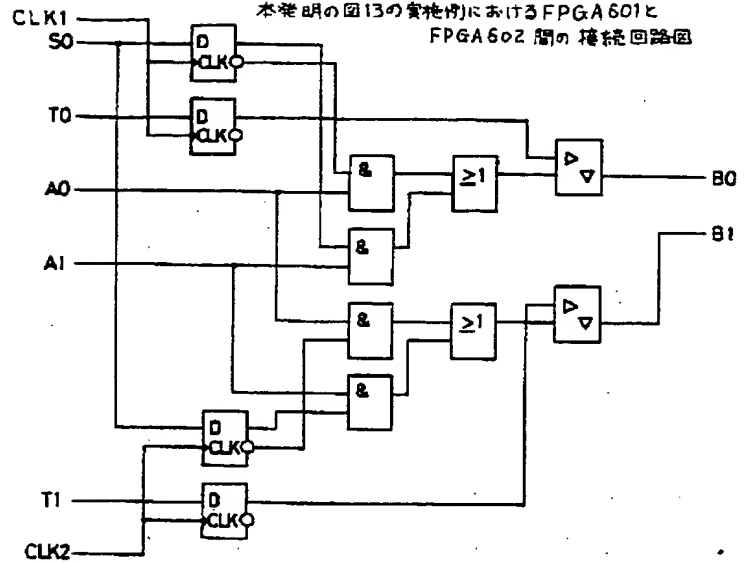 本発明の図13の実施例におけるFPGA601と
FPGA602間の接続回路図
CLK1
S0
D
CLK
T0
D
CLK
A0
&
≥1
▷
▽
B0
A1
&
B1
&
≥1
▷
▽
&
D
CLK
T1
D
CLK
CLK2